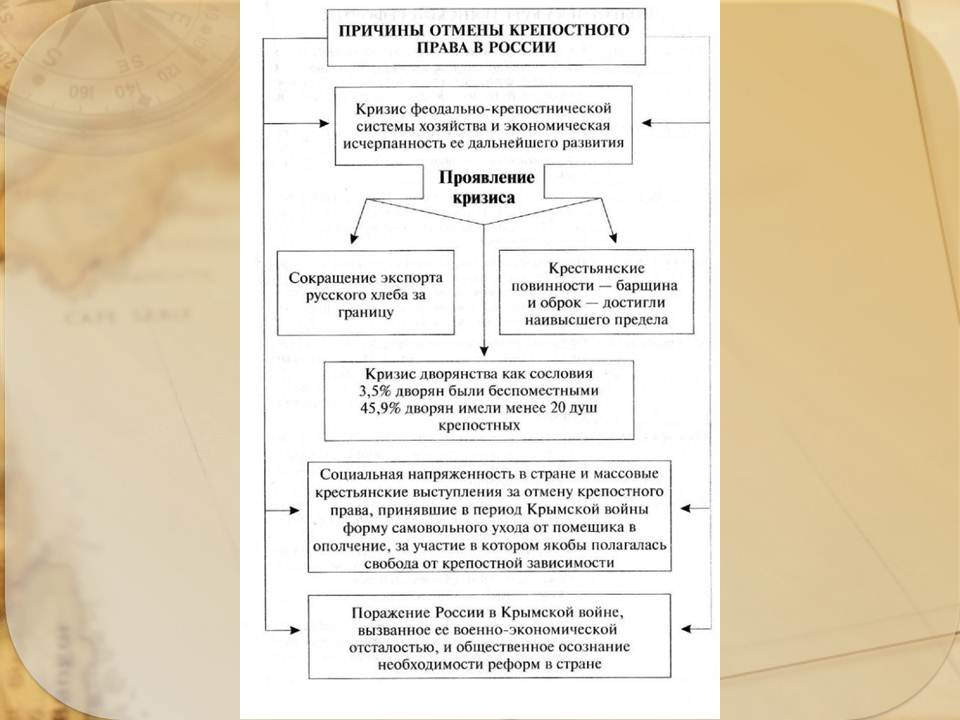 ПРИЧИНЫ ОТМЕНЫ КРЕПОСТНОГО
ПРАВА В РОССИИ
Кризис феодально-крепостнической
системы хозяйства и экономическая
исчерпанность ее дальнейшего развития
Проявление
кризиса
Сокращение экспорта
русского хлеба за
границу
Крестьянские
повинности — барщина
и оброк — достигли
наивысшего предела
Кризис дворянства как сословия
3,5% дворян были беспоместными
45,9% дворян имели менее 20 душ
крепостных
Социальная напряженность в стране и массовые
крестьянские выступления за отмену крепостного
права, принявшие в период Крымской войны
форму самовольного ухода от помещика в
ополчение, за участие в котором якобы полагалась
свобода от крепостной зависимости
Поражение России в Крымской войне,
вызванное ее военно-экономической
отсталостью, и общественное осознание
необходимости реформ в стране
S
SE
120
140
160